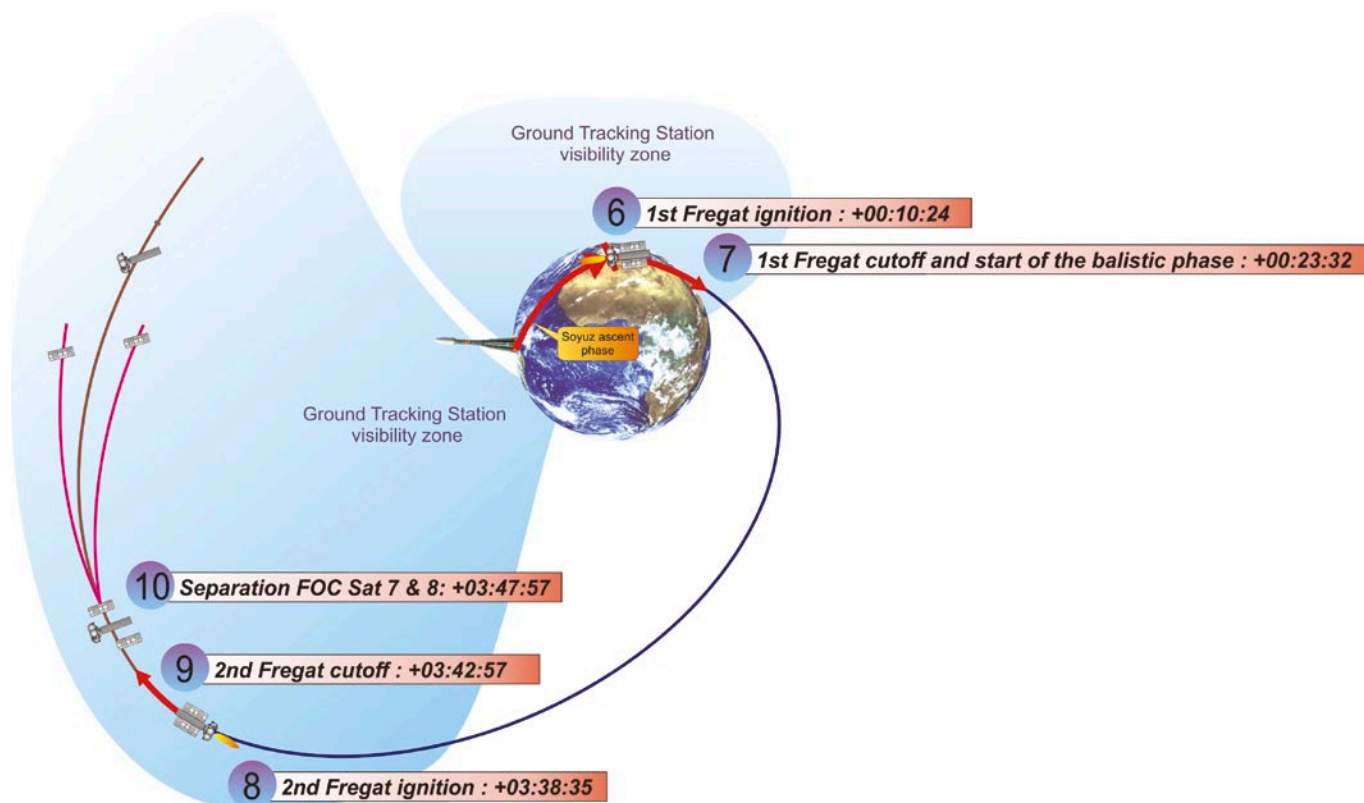 Ground Tracking Station
visibility zone
6 1st Fregat ignition : +00:10:24
7 1st Fregat cutoff and start of the balistic phase : +00:23:32
Soyuz ascent
phase
Ground Tracking Station
visibility zone
10 Separation FOC Sat 7 & 8: +03:47:57
9 2nd Fregat cutoff : +03:42:57
8 2nd Fregat ignition : +03:38:35